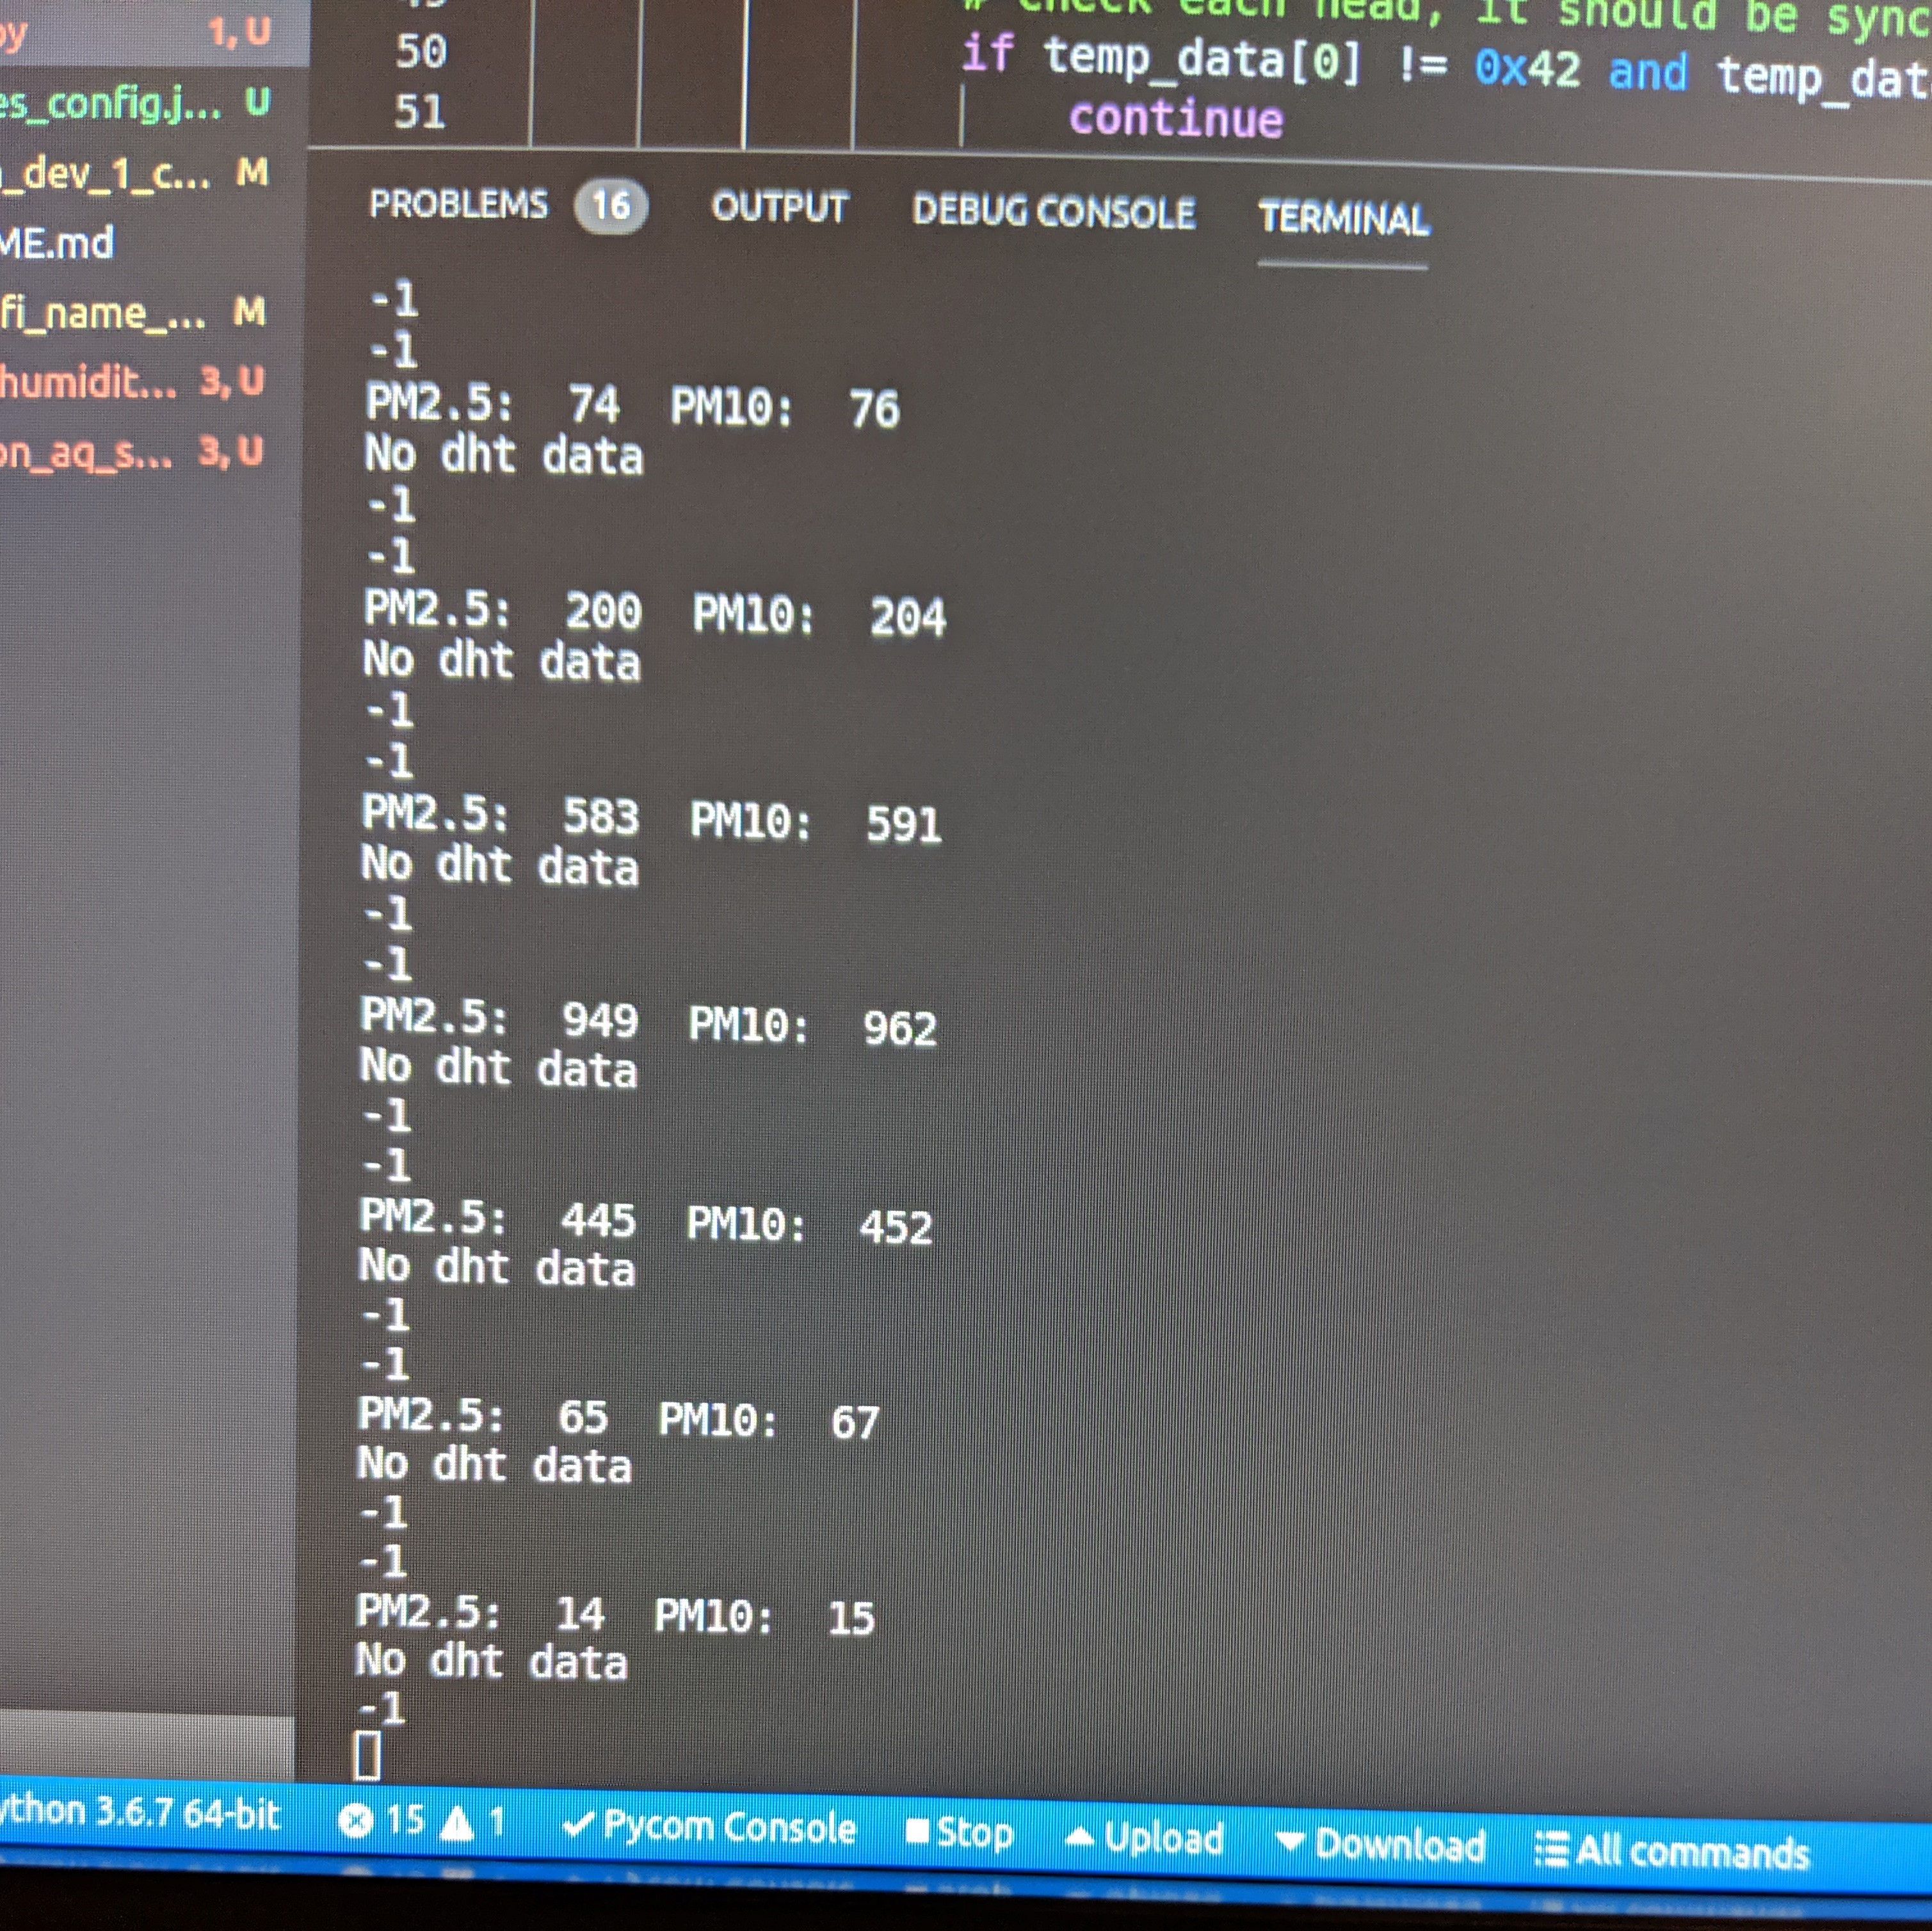 # check each head, it should be sync
50 if temp_data[0] != 0x42 and temp_dat
51 continue
py 1, U
es_config.j... U
_dev_1_c... M
ME.md
fi_name_... M
humidit... 3, U
on_aq_s... 3, U
PROBLEMS 16 OUTPUT DEBUG CONSOLE TERMINAL
-1
-1
PM2.5: 74 PM10: 76
No dht data
-1
-1
PM2.5: 200 PM10: 204
No dht data
-1
-1
PM2.5: 583 PM10: 591
No dht data
-1
-1
PM2.5: 949 PM10: 962
No dht data
-1
-1
PM2.5: 445 PM10: 452
No dht data
-1
-1
PM2.5: 65 PM10: 67
No dht data
-1
-1
PM2.5: 14 PM10: 15
No dht data
-1
ython 3.6.7 64-bit 15 1 Pycom Console Stop Upload Download All commands